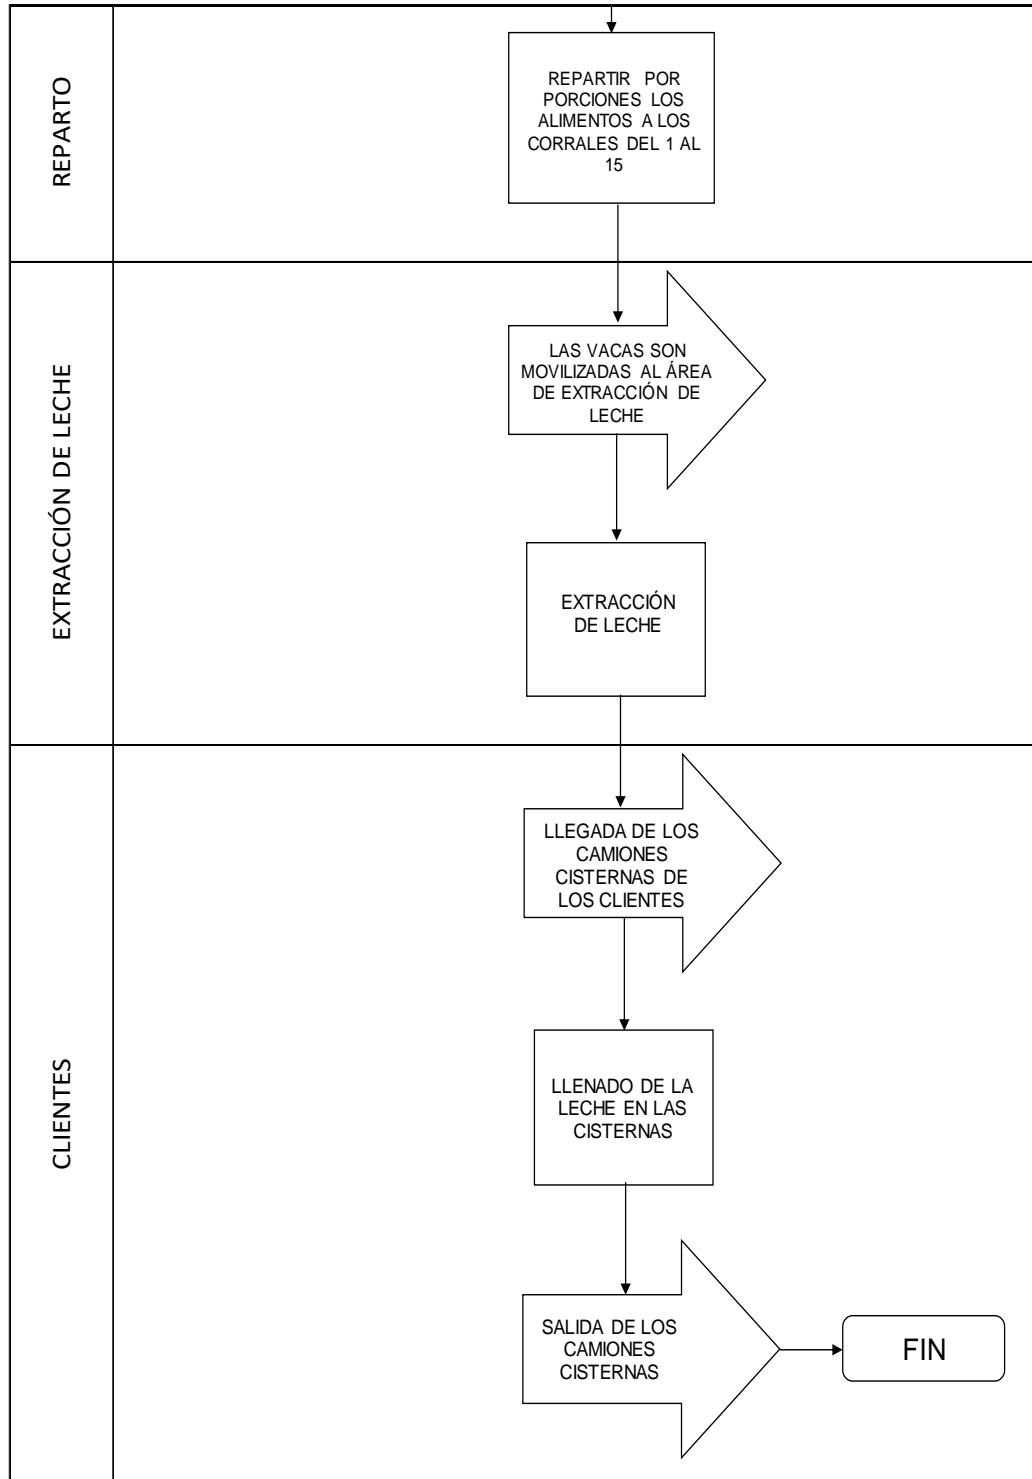 REPARTO
REPARTIR POR
PORCIONES LOS
ALIMENTOS A LOS
CORRALES DEL 1 AL
15
EXTRACCIÓN DE LECHE
LAS VACAS SON
MOVILIZADAS AL ÁREA
DE EXTRACCIÓN DE
LECHE
EXTRACCIÓN
DE LECHE
CLIENTES
LLEGADA DE LOS
CAMIONES
CISTERNAS DE
LOS CLIENTES
LLENADO DE LA
LECHE EN LAS
CISTERNAS
SALIDA DE LOS
CAMIONES
CISTERNAS
FIN